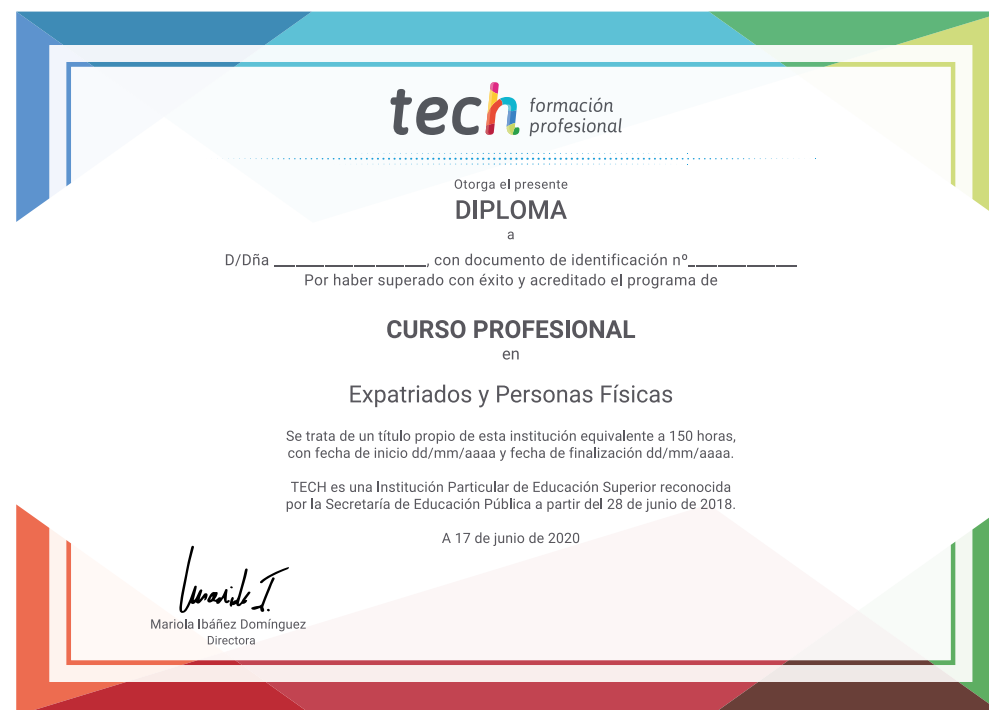 tech formación
profesional
Otorga el presente
DIPLOMA
a
D/Dña ____________________, con documento de identificación nº______________
Por haber superado con éxito y acreditado el programa de
CURSO PROFESIONAL
en
Expatriados y Personas Físicas
Se trata de un título propio de esta institución equivalente a 150 horas,
con fecha de inicio dd/mm/aaaa y fecha de finalización dd/mm/aaaa.
TECH es una Institución Particular de Educación Superior reconocida
por la Secretaría de Educación Pública a partir del 28 de junio de 2018.
A 17 de junio de 2020
Mariola Ibáñez Domínguez
Directora